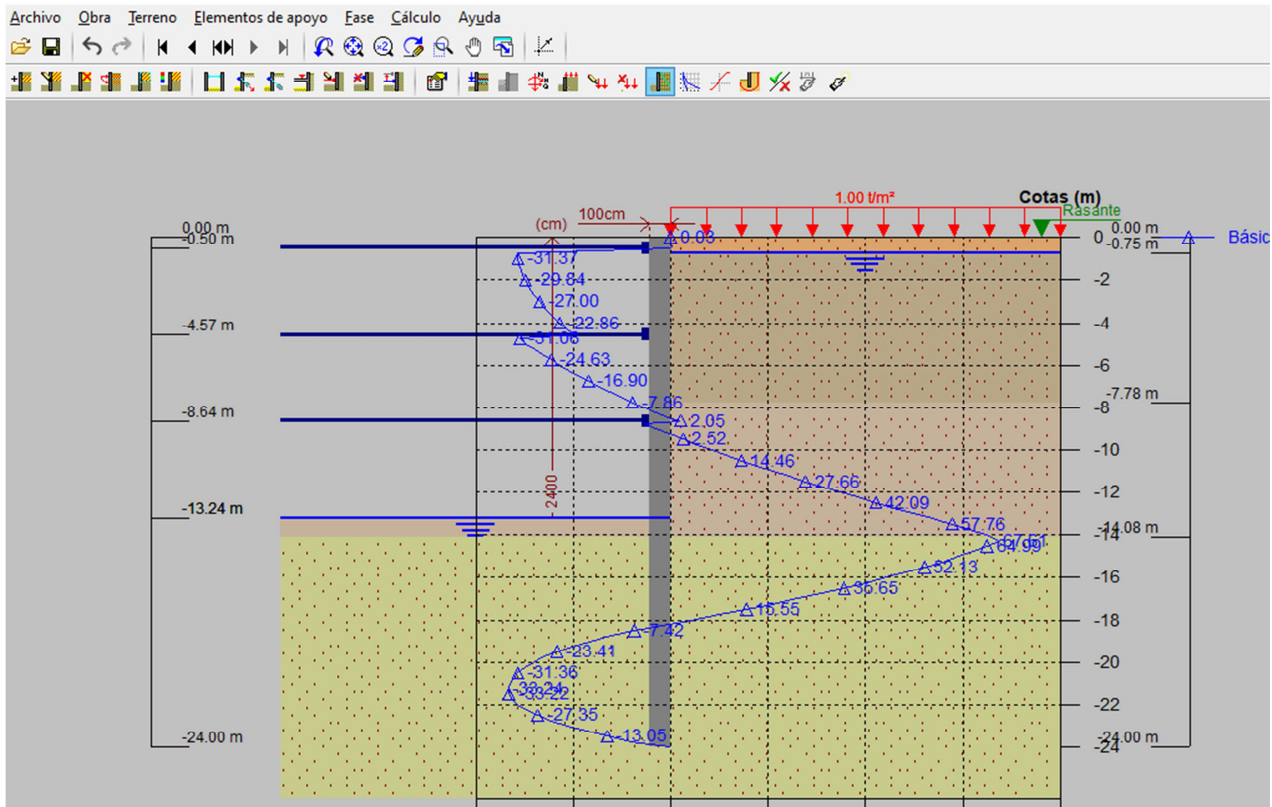 Archivo Obra Terreno Elementos de apoyo Fase Cálculo Ayuda
1.00 t/m²
Cotas (m)
Rasante
100cm
(cm)
0.00 m
-0.50 m
0.03
0
0.00 m
-0.75 m
Básic
-31.37
-29.84
-2
-27.00
-22.86
-4
-4.57 m
-31.06
-24.63
-6
-16.90
-7.86
-7.78 m
-8
-8.64 m
2.05
2.52
-10
14.46
27.66
2400
-12
42.09
-13.24 m
57.76
-14
-14.08 m
64.99
52.13
-16
35.65
15.55
-18
-7.42
-23.41
-20
-31.36
-33.22
-22
-27.35
-13.05
-24.00 m
-24
-24.00 m